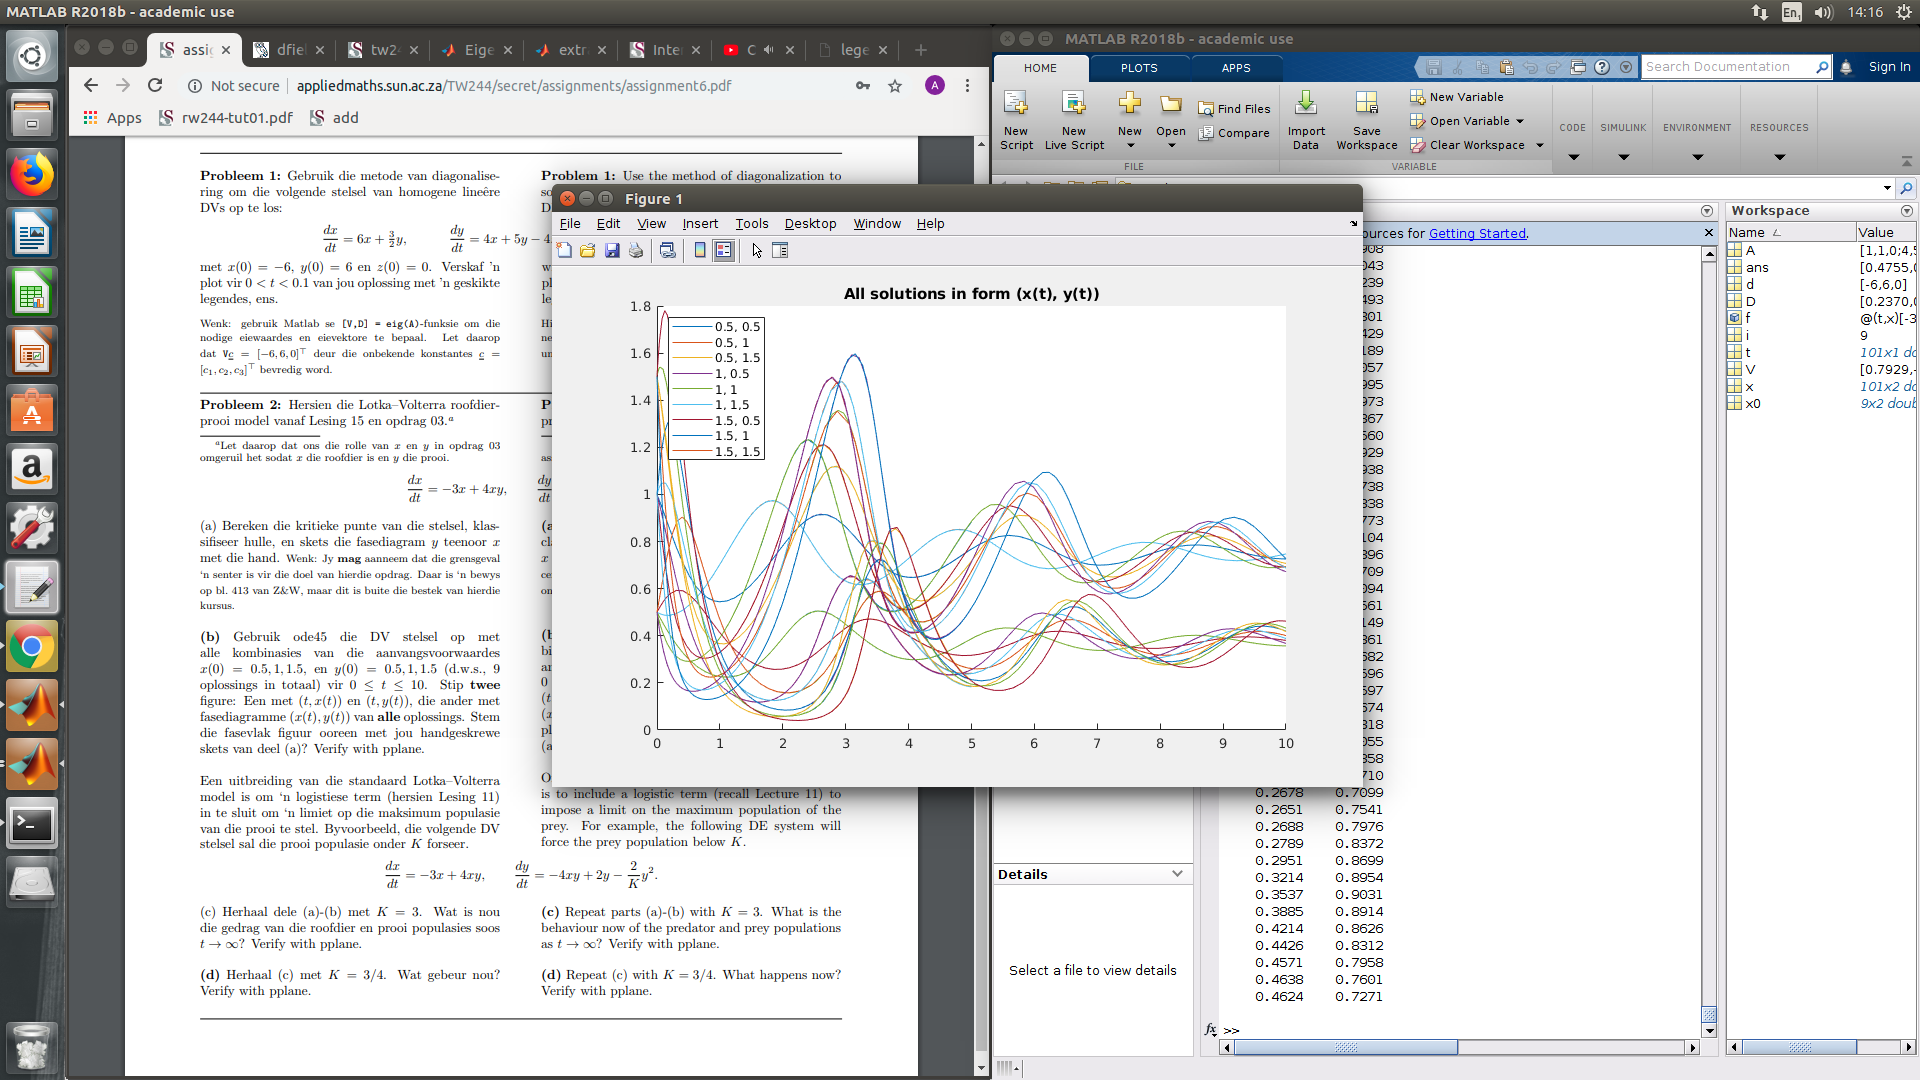 MATLAB R2018b - academic use
En
14:16
assi
dfiel
tw2
Eige
extr
Inte
C
lege
Not secure
appliedmaths.sun.ac.za/TW244/secret/assignments/assignment6.pdf
A
Apps
rw244-tut01.pdf
add
Probleem 1: Gebruik die metode van diagonalise-
ring om die volgende stelsel van homogene lineêre
DVs op te los:
dx/dt = 6x + 3/2y, dy/dt = 4x + 5y − 4
met x(0) = −6, y(0) = 6 en z(0) = 0. Verskaf 'n
plot vir 0 < t < 0.1 van jou oplossing met 'n geskikte
legendes, ens.
Wenk: gebruik Matlab se [V,D] = eig(A)-funksie om die
nodige eiewaardes en eievektore te bepaal. Let daarop
dat Vc = [−6, 6, 0]⊤ deur die onbekende konstantes c =
[c1, c2, c3]⊤ bevredig word.
Problem 1: Use the method of diagonalization to
Probleem 2: Hersien die Lotka–Volterra roofdier-
prooi model vanaf Lesing 15 en opdrag 03.a
aLet daarop dat ons die rolle van x en y in opdrag 03
omgeruil het sodat x die roofdier is en y die prooi.
dx/dt = −3x + 4xy, dy/dt
(a) Bereken die kritieke punte van die stelsel, klas-
sifiseer hulle, en skets die fasediagram y teenoor x
met die hand. Wenk: Jy mag aanneem dat die grensgeval
'n senter is vir die doel van hierdie opdrag. Daar is 'n bewys
op bl. 413 van Z&W, maar dit is buite die bestek van hierdie
kursus.
(b) Gebruik ode45 die DV stelsel op met
alle kombinasies van die aanvangsvoorwaardes
x(0) = 0.5, 1, 1.5, en y(0) = 0.5, 1, 1.5 (d.w.s., 9
oplossings in totaal) vir 0 ≤ t ≤ 10. Stip twee
figure: Een met (t, x(t)) en (t, y(t)), die ander met
fasediagramme (x(t), y(t)) van alle oplossings. Stem
die fasevlak figuur ooreen met jou handgeskrewe
skets van deel (a)? Verify with pplane.
Een uitbreiding van die standaard Lotka–Volterra
model is om 'n logistiese term (hersien Lesing 11)
in te sluit om 'n limiet op die maksimum populasie
van die prooi te stel. Byvoorbeeld, die volgende DV
stelsel sal die prooi populasie onder K forseer.
is to include a logistic term (recall Lecture 11) to
impose a limit on the maximum population of the
prey. For example, the following DE system will
force the prey population below K.
dx/dt = −3x + 4xy, dy/dt = −4xy + 2y − 2/K y².
(c) Herhaal dele (a)-(b) met K = 3. Wat is nou
die gedrag van die roofdier en prooi populasies soos
t → ∞? Verify with pplane.
(c) Repeat parts (a)-(b) with K = 3. What is the
behaviour now of the predator and prey populations
as t → ∞? Verify with pplane.
(d) Herhaal (c) met K = 3/4. Wat gebeur nou?
Verify with pplane.
(d) Repeat (c) with K = 3/4. What happens now?
Verify with pplane.
Figure 1
File Edit View Insert Tools Desktop Window Help
All solutions in form (x(t), y(t))
1.8
1.6
1.4
1.2
1
0.8
0.6
0.4
0.2
0
0 1 2 3 4 5 6 7 8 9 10
0.5, 0.5
0.5, 1
0.5, 1.5
1, 0.5
1, 1
1, 1,5
1.5, 0.5
1.5, 1
1.5, 1.5
MATLAB R2018b - academic use
HOME PLOTS APPS
Search Documentation
Sign In
New Script
New Live Script
New
Open
Find Files
Compare
Import Data
Save Workspace
New Variable
Open Variable
Clear Workspace
CODE SIMULINK ENVIRONMENT RESOURCES
FILE
VARIABLE
Getting Started.
0.2678 0.7099
0.2651 0.7541
0.2688 0.7976
0.2789 0.8372
0.2951 0.8699
0.3214 0.8954
0.3537 0.9031
0.3885 0.8914
0.4214 0.8626
0.4426 0.8312
0.4571 0.7958
0.4638 0.7601
0.4624 0.7271
fx >>
Details
Select a file to view details
Workspace
Name Value
A [1,1,0;4,5
ans [0.4755,0
d [-6,6,0]
D [0.2370,0
f @(t,x)[-3
i 9
t 101x1 do
V [0.7929,-
x 101x2 do
x0 9x2 doub